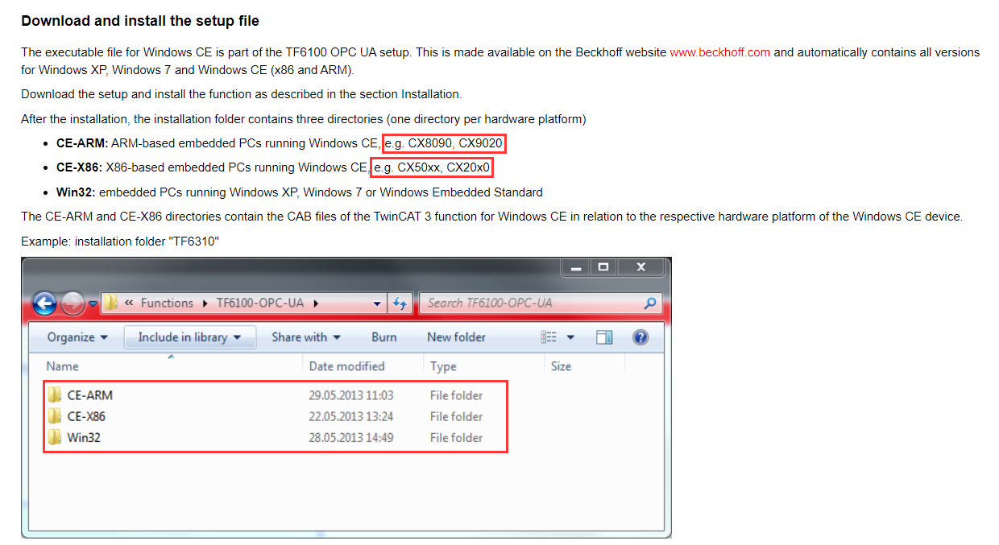 Download and install the setup file
The executable file for Windows CE is part of the TF6100 OPC UA setup. This is made available on the Beckhoff website www.beckhoff.com and automatically contains all versions
for Windows XP, Windows 7 and Windows CE (x86 and ARM).
Download the setup and install the function as described in the section Installation.
After the installation, the installation folder contains three directories (one directory per hardware platform)
• CE-ARM: ARM-based embedded PCs running Windows CE, e.g. CX8090, CX9020
• CE-X86: X86-based embedded PCs running Windows CE, e.g. CX50xx, CX20x0
• Win32: embedded PCs running Windows XP, Windows 7 or Windows Embedded Standard
The CE-ARM and CE-X86 directories contain the CAB files of the TwinCAT 3 function for Windows CE in relation to the respective hardware platform of the Windows CE device.
Example: installation folder "TF6310"
« Functions ▸ TF6100-OPC-UA ▸ Search TF6100-OPC-UA
Organize Include in library Share with Burn New folder
Name Date modified Type Size
CE-ARM 29.05.2013 11:03 File folder
CE-X86 22.05.2013 13:24 File folder
Win32 28.05.2013 14:49 File folder